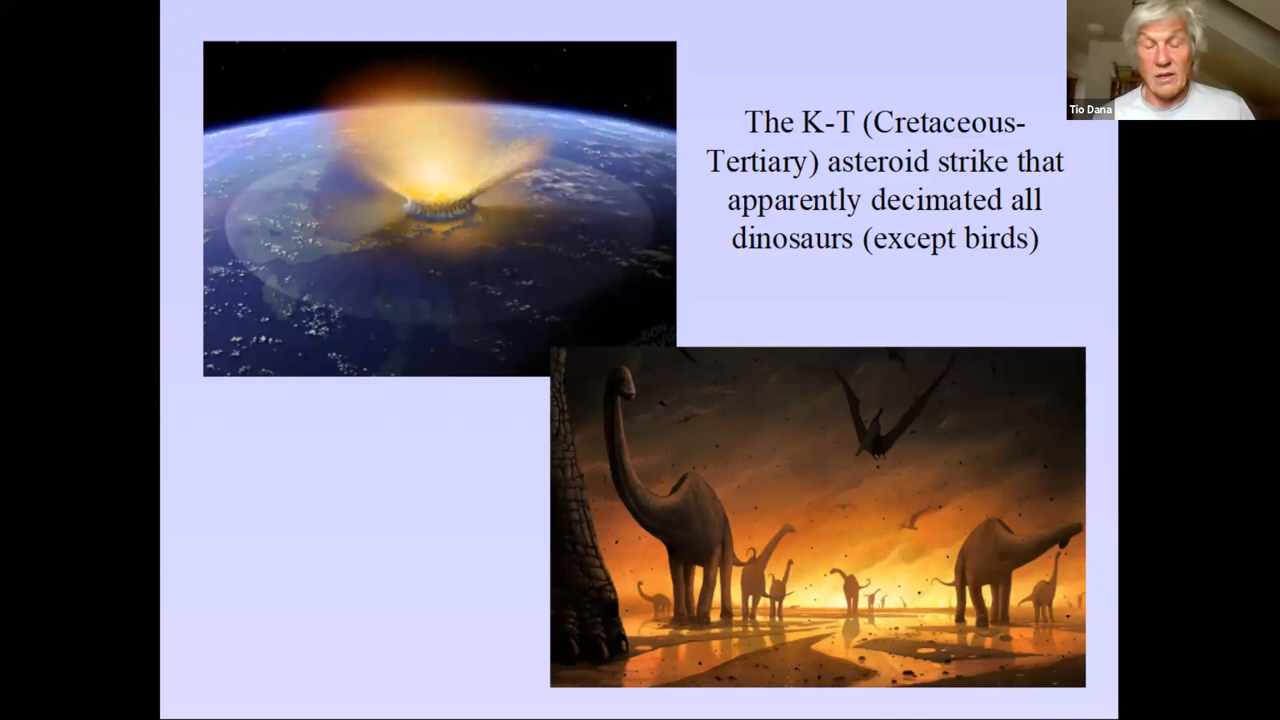 The K-T (Cretaceous-
Tertiary) asteroid strike that
apparently decimated all
dinosaurs (except birds)
Tio Dana